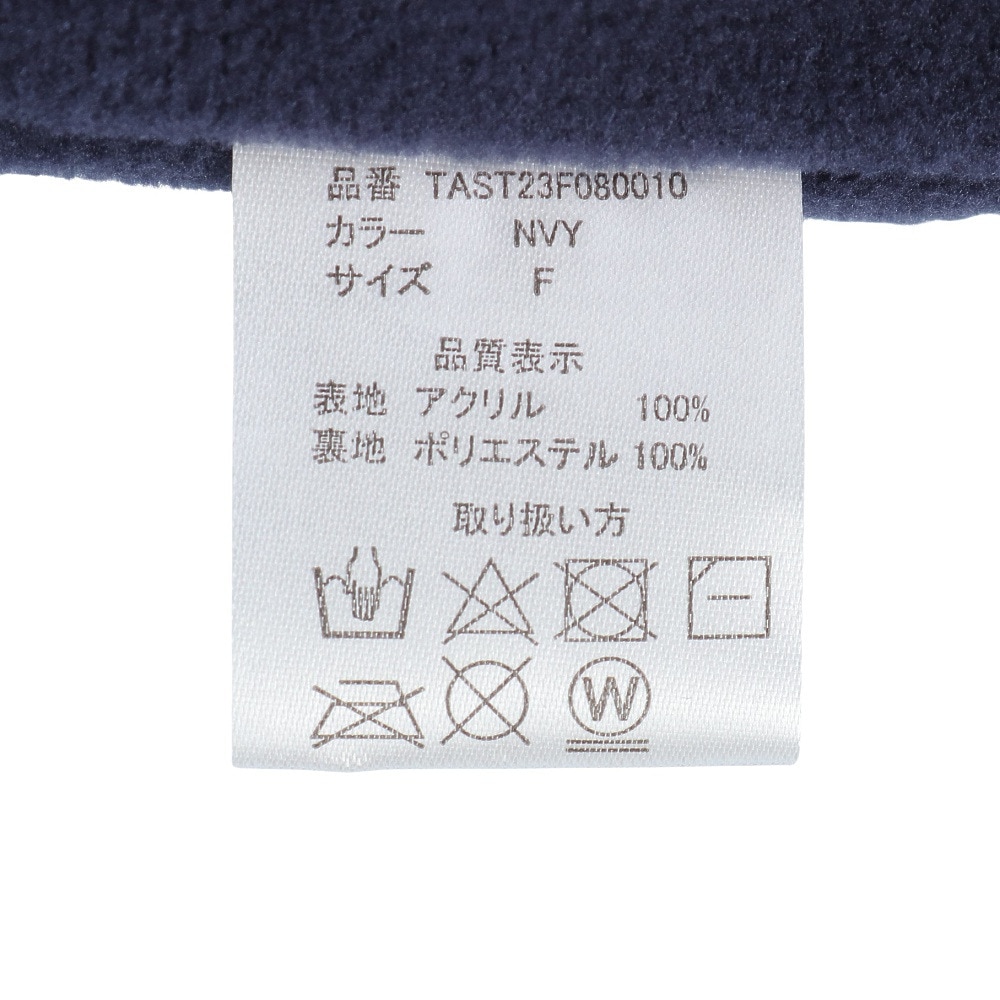 品番 TAST23F080010
カラー NVY
サイズ F
品質表示
表地 アクリル 100%
裏地 ポリエステル 100%
取り扱い方
W